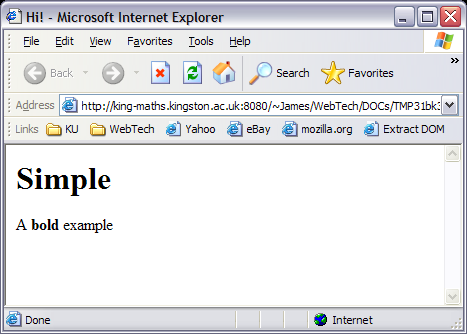 Hi! - Microsoft Internet Explorer
File Edit View Favorites Tools Help
Back Search Favorites
Address http://king-maths.kingston.ac.uk:8080/~James/WebTech/DOCs/TMP31bk3
Links KU WebTech Yahoo eBay mozilla.org Extract DOM
Simple
A bold example
Done Internet